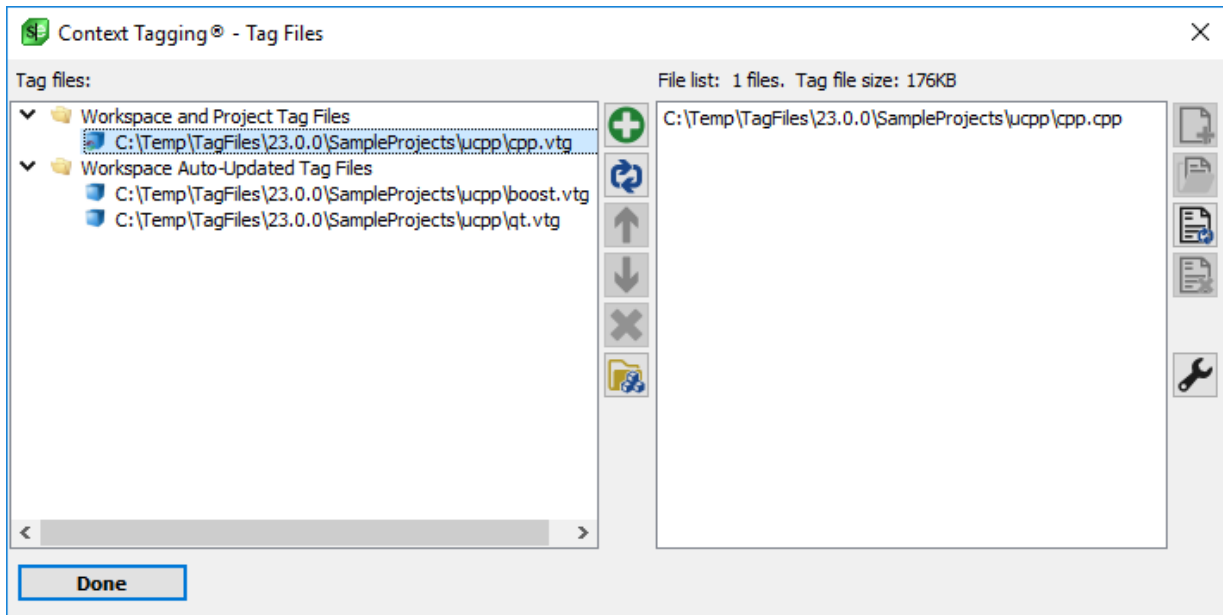 Context Tagging® - Tag Files
Tag files:
File list: 1 files. Tag file size: 176KB
Workspace and Project Tag Files
C:\Temp\TagFiles\23.0.0\SampleProjects\ucpp\cpp.vtg
Workspace Auto-Updated Tag Files
C:\Temp\TagFiles\23.0.0\SampleProjects\ucpp\boost.vtg
C:\Temp\TagFiles\23.0.0\SampleProjects\ucpp\qt.vtg
C:\Temp\TagFiles\23.0.0\SampleProjects\ucpp\cpp.cpp
Done